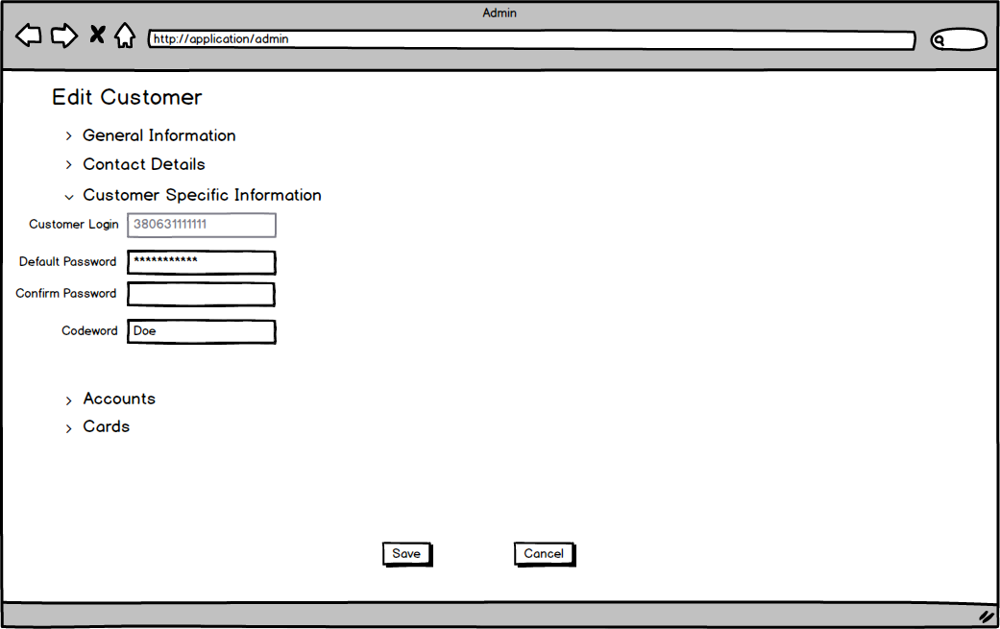 Admin
http://application/admin
Edit Customer
General Information
Contact Details
Customer Specific Information
Customer Login 380631111111
Default Password ***********
Confirm Password
Codeword Doe
Accounts
Cards
Save Cancel